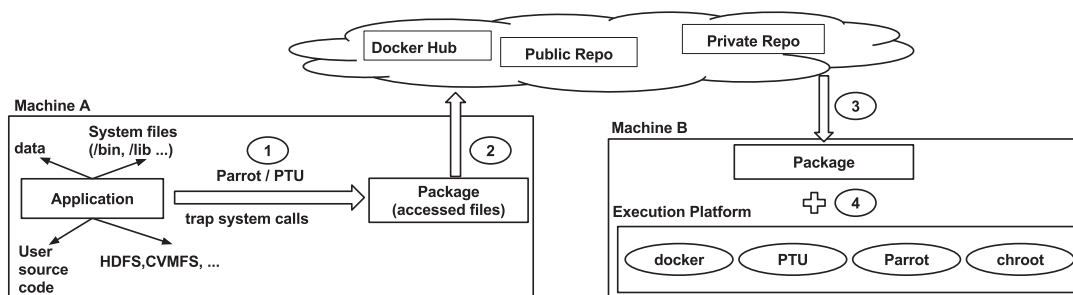 Docker Hub
Public Repo
Private Repo
Machine A
System files
(/bin, /lib ...)
data
1
Parrot / PTU
2
Application
trap system calls
Package
(accessed files)
User
source
code
HDFS,CVMFS, ...
3
Machine B
Package
4
Execution Platform
docker
PTU
Parrot
chroot